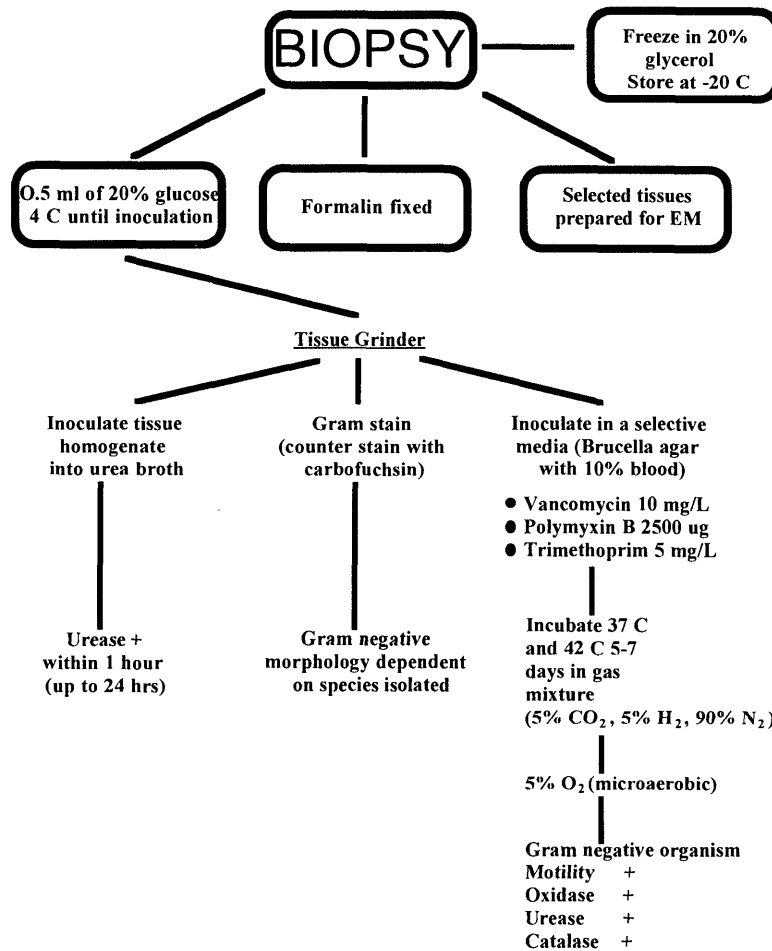 BIOPSY
Freeze in 20%
glycerol
Store at -20 C
O.5 ml of 20% glucose
4 C until inoculation
Formalin fixed
Selected tissues
prepared for EM
Tissue Grinder
Inoculate tissue
homogenate
into urea broth
Gram stain
(counter stain with
carbofuchsin)
Inoculate in a selective
media (Brucella agar
with 10% blood)
● Vancomycin 10 mg/L
● Polymyxin B 2500 ug
● Trimethoprim 5 mg/L
Urease +
within 1 hour
(up to 24 hrs)
Gram negative
morphology dependent
on species isolated
Incubate 37 C
and 42 C 5-7
days in gas
mixture
(5% CO₂, 5% H₂, 90% N₂)
5% O₂ (microaerobic)
Gram negative organism
Motility +
Oxidase +
Urease +
Catalase +